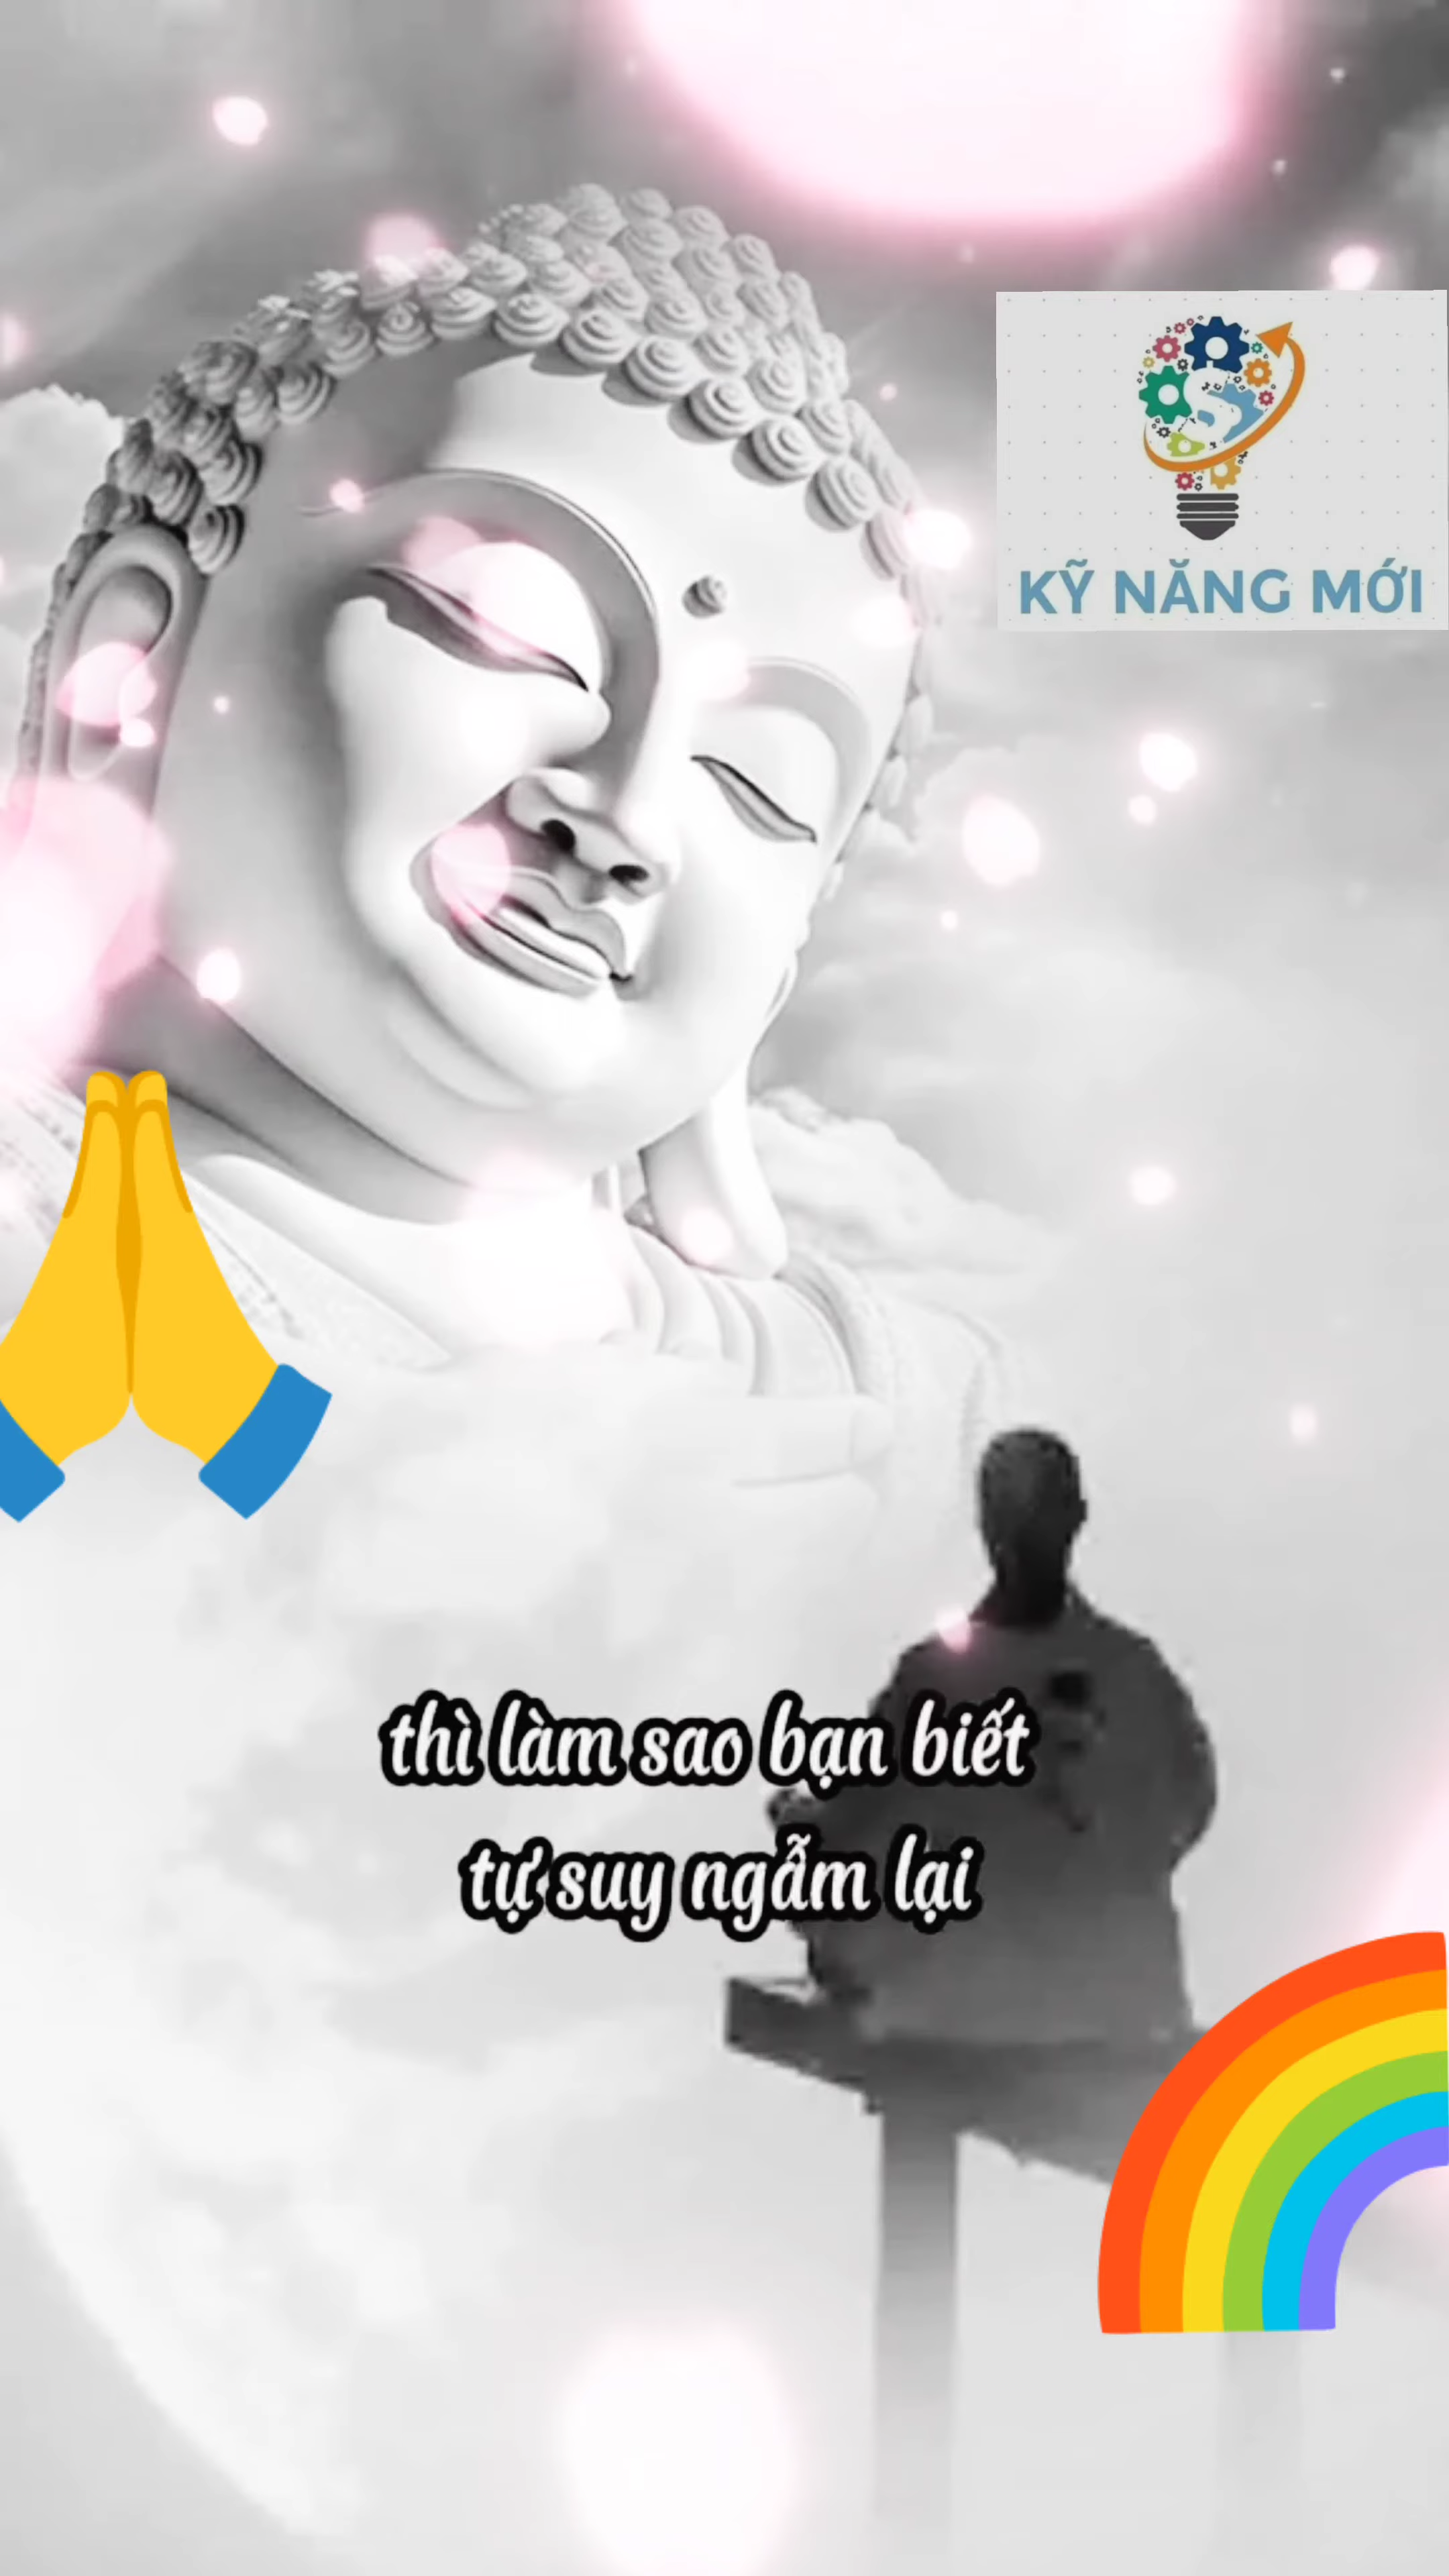 KỸ NĂNG MỚI
thì làm sao bạn biết
tự suy ngẫm lại